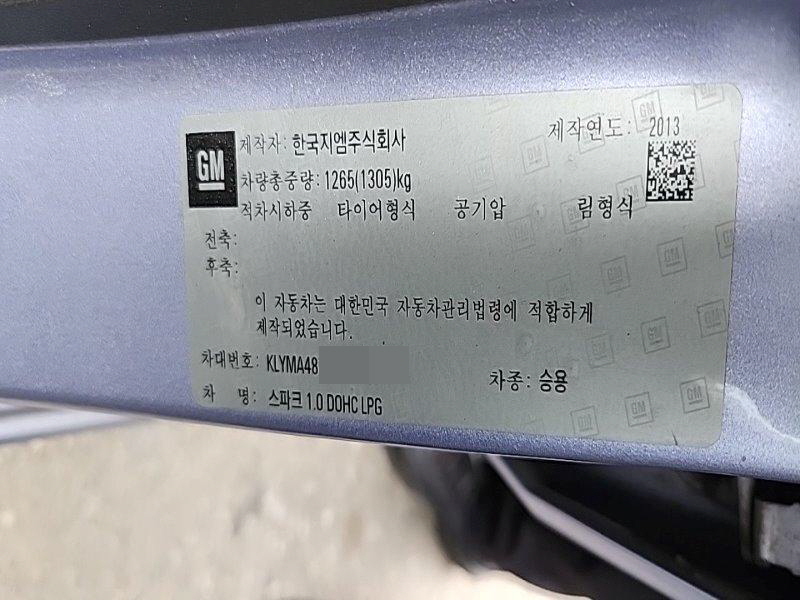 GM
제작자: 한국지엠주식회사
제작연도: 2013
차량총중량: 1265(1305)kg
적차시하중 타이어형식 공기압 림형식
전축:
후축:
이 자동차는 대한민국 자동차관리법령에 적합하게
제작되었습니다.
차대번호: KLYMA48
차종: 승용
차 명: 스파크 1.0 DOHC LPG